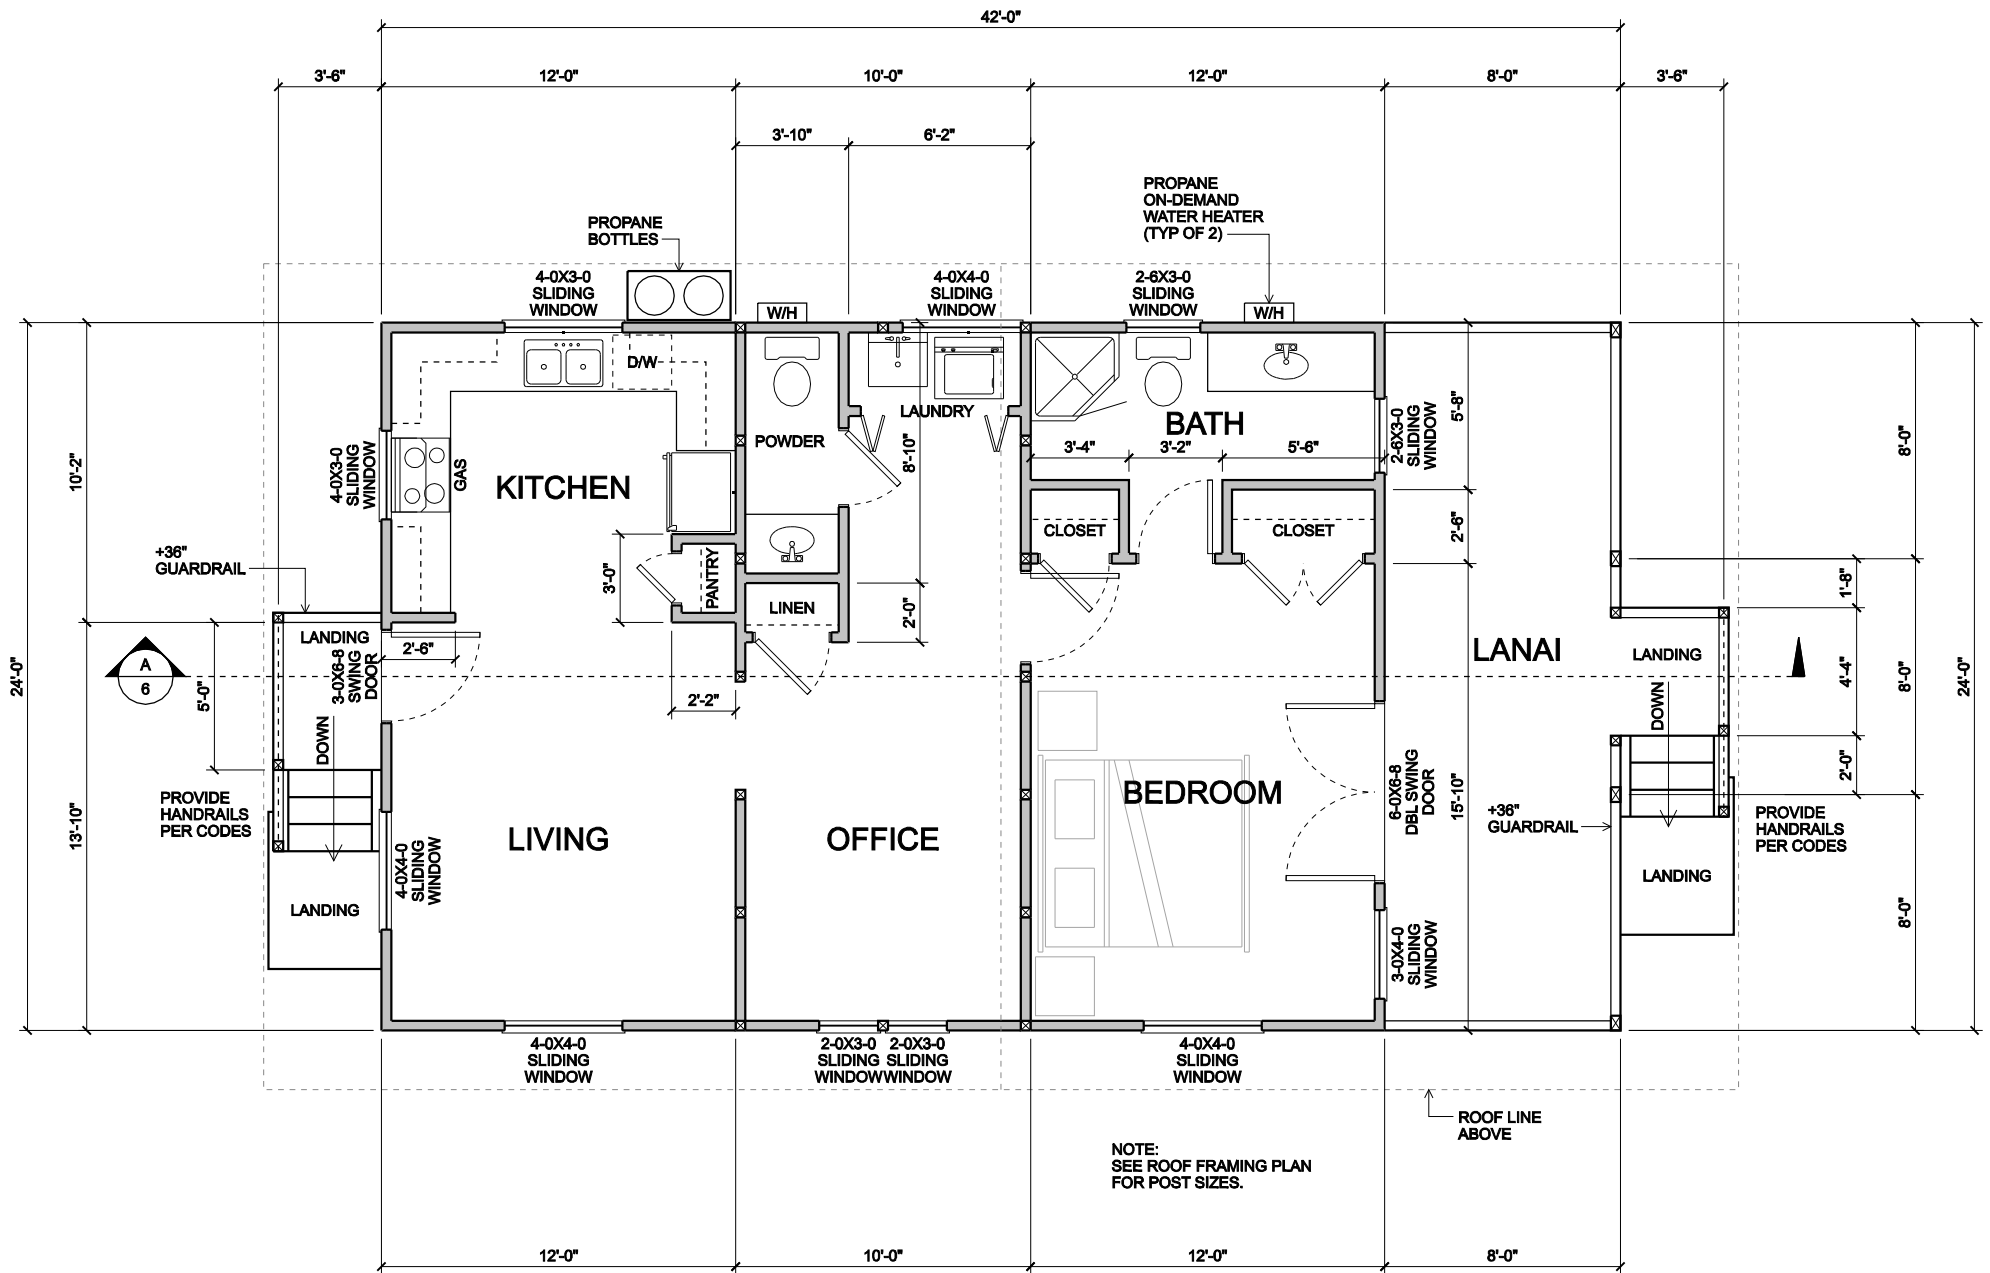 42'-0"
3'-6"
12'-0"
10'-0"
12'-0"
8'-0"
3'-6"
3'-10"
6'-2"
PROPANE
ON-DEMAND
WATER HEATER
(TYP OF 2)
PROPANE
BOTTLES
4-0X3-0
SLIDING
WINDOW
4-0X4-0
SLIDING
WINDOW
2-6X3-0
SLIDING
WINDOW
W/H
W/H
D/W
LAUNDRY
POWDER
BATH
3'-4"
3'-2"
5'-6"
2-6X3-0
SLIDING
WINDOW
5'-8"
8'-0"
10'-2"
4-0X3-0
SLIDING
WINDOW
GAS
KITCHEN
8'-10"
CLOSET
CLOSET
2'-6"
+36"
GUARDRAIL
3'-0"
PANTRY
LINEN
2'-0"
1'-8"
LANDING
3-0X6-8
SWING
DOOR
2'-6"
A
6
24'-0"
5'-0"
2'-2"
LANAI
LANDING
4'-4"
8'-0"
24'-0"
DOWN
DOWN
BEDROOM
6-0X6-8
DBL SWING
DOOR
15'-10"
2'-0"
PROVIDE
HANDRAILS
PER CODES
13'-10"
LIVING
OFFICE
+36"
GUARDRAIL
PROVIDE
HANDRAILS
PER CODES
4-0X4-0
SLIDING
WINDOW
LANDING
LANDING
3-0X4-0
SLIDING
WINDOW
8'-0"
4-0X4-0
SLIDING
WINDOW
2-0X3-0
SLIDING
WINDOW
2-0X3-0
SLIDING
WINDOW
4-0X4-0
SLIDING
WINDOW
ROOF LINE
ABOVE
NOTE:
SEE ROOF FRAMING PLAN
FOR POST SIZES.
12'-0"
10'-0"
12'-0"
8'-0"